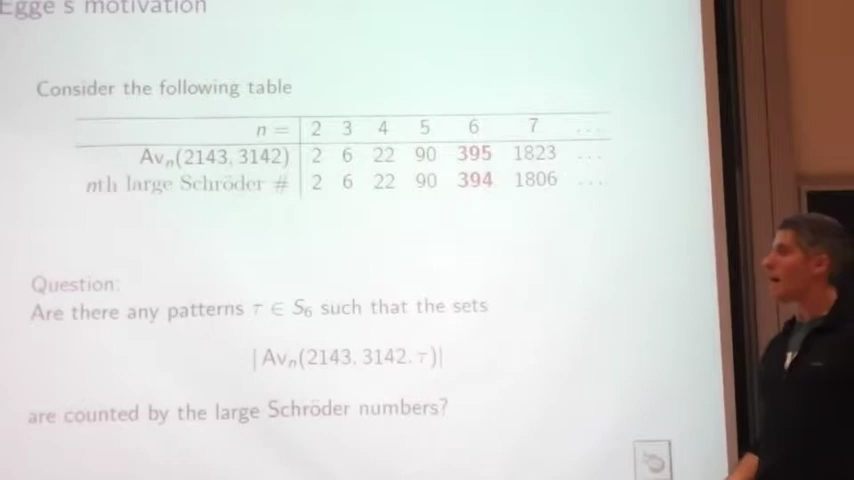 Egge's motivation
Consider the following table
n = 2 3 4 5 6 7 ...
Avₙ(2143, 3142) 2 6 22 90 395 1823 ...
nth large Schröder # 2 6 22 90 394 1806 ...
Question:
Are there any patterns τ ∈ S₆ such that the sets
| Avₙ(2143, 3142, τ)|
are counted by the large Schröder numbers?